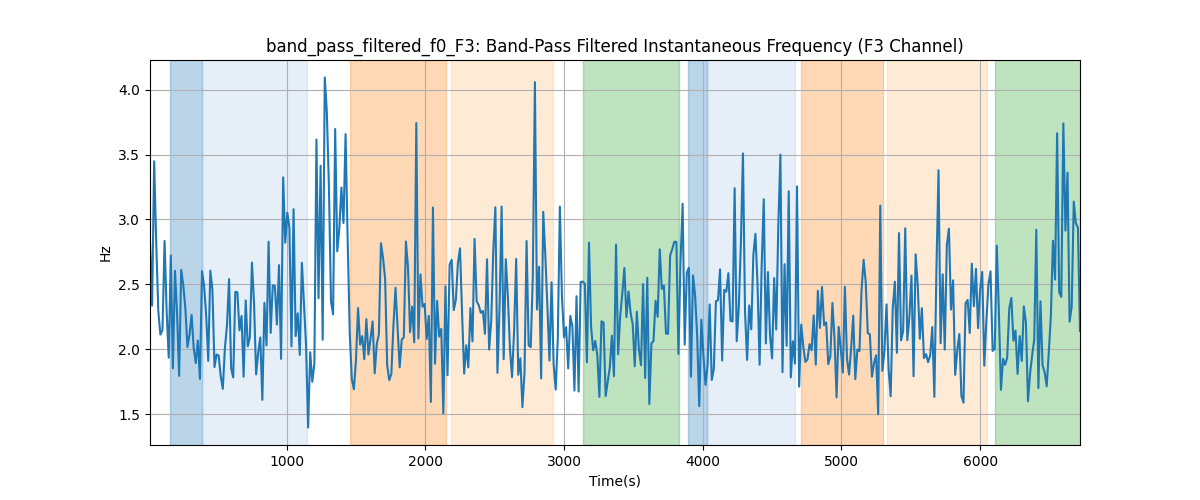 band_pass_filtered_f0_F3: Band-Pass Filtered Instantaneous Frequency (F3 Channel)
4.0
3.5
3.0
2.5
2.0
1.5
Hz
1000 2000 3000 4000 5000 6000
Time(s)